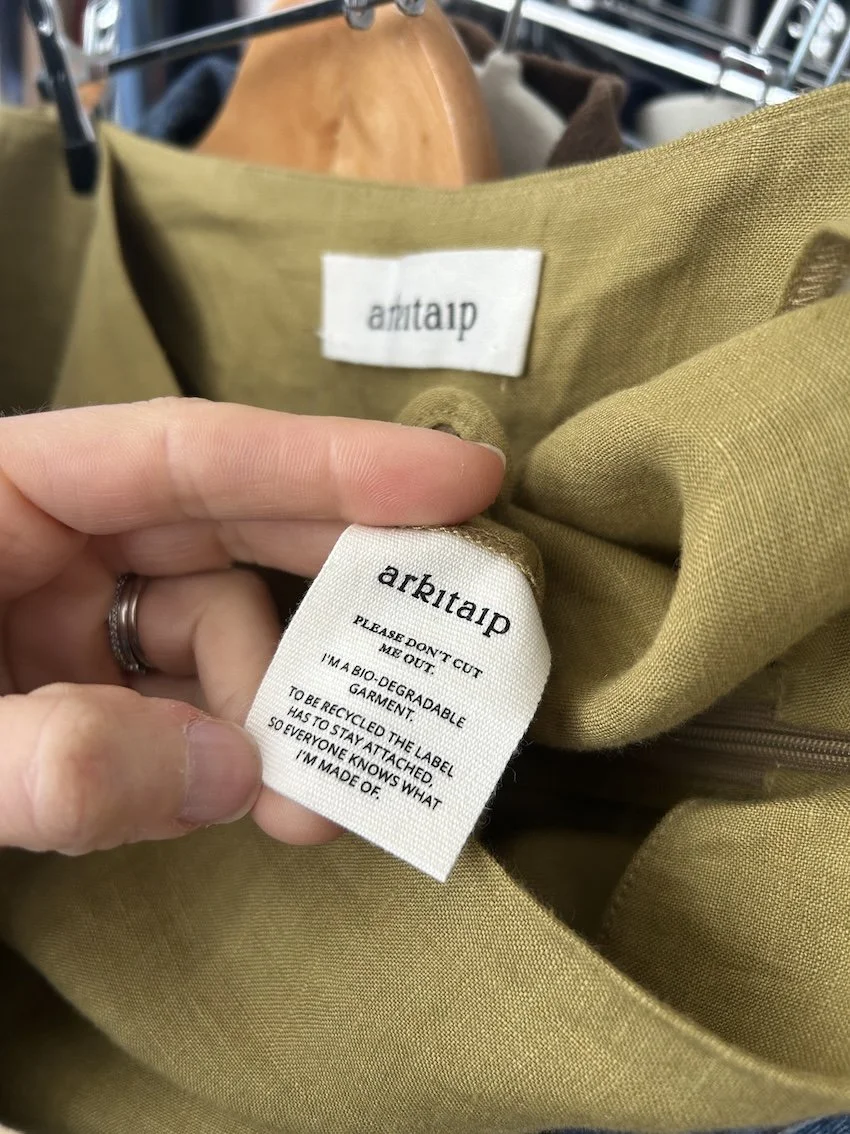 arkitaip
arkitaip
PLEASE DON'T CUT
ME OUT.
I'M A BIO-DEGRADABLE
GARMENT.
TO BE RECYCLED THE LABEL
HAS TO STAY ATTACHED,
SO EVERYONE KNOWS WHAT
I'M MADE OF.